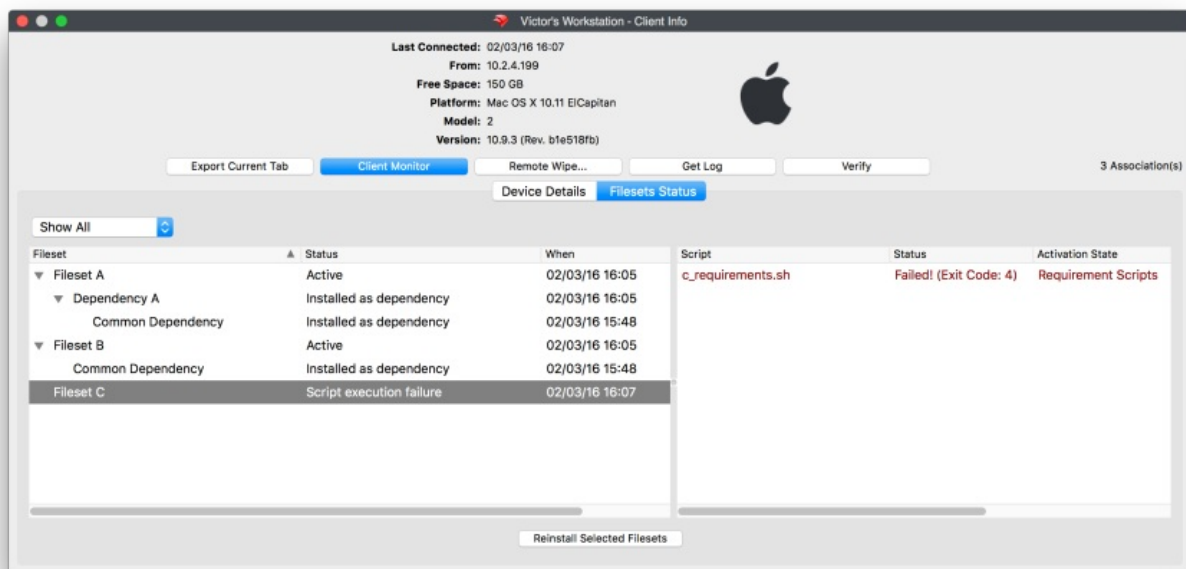 Victor's Workstation - Client Info
Last Connected: 02/03/16 16:07
From: 10.2.4.199
Free Space: 150 GB
Platform: Mac OS X 10.11 ElCapitan
Model: 2
Version: 10.9.3 (Rev. b1e518fb)
Export Current Tab Client Monitor Remote Wipe... Get Log Verify 3 Association(s)
Device Details Filesets Status
Show All
Fileset Status When Script Status Activation State
Fileset A Active 02/03/16 16:05 c_requirements.sh Failed! (Exit Code: 4) Requirement Scripts
Dependency A Installed as dependency 02/03/16 16:05
Common Dependency Installed as dependency 02/03/16 15:48
Fileset B Active 02/03/16 16:05
Common Dependency Installed as dependency 02/03/16 15:48
Fileset C Script execution failure 02/03/16 16:07
Reinstall Selected Filesets